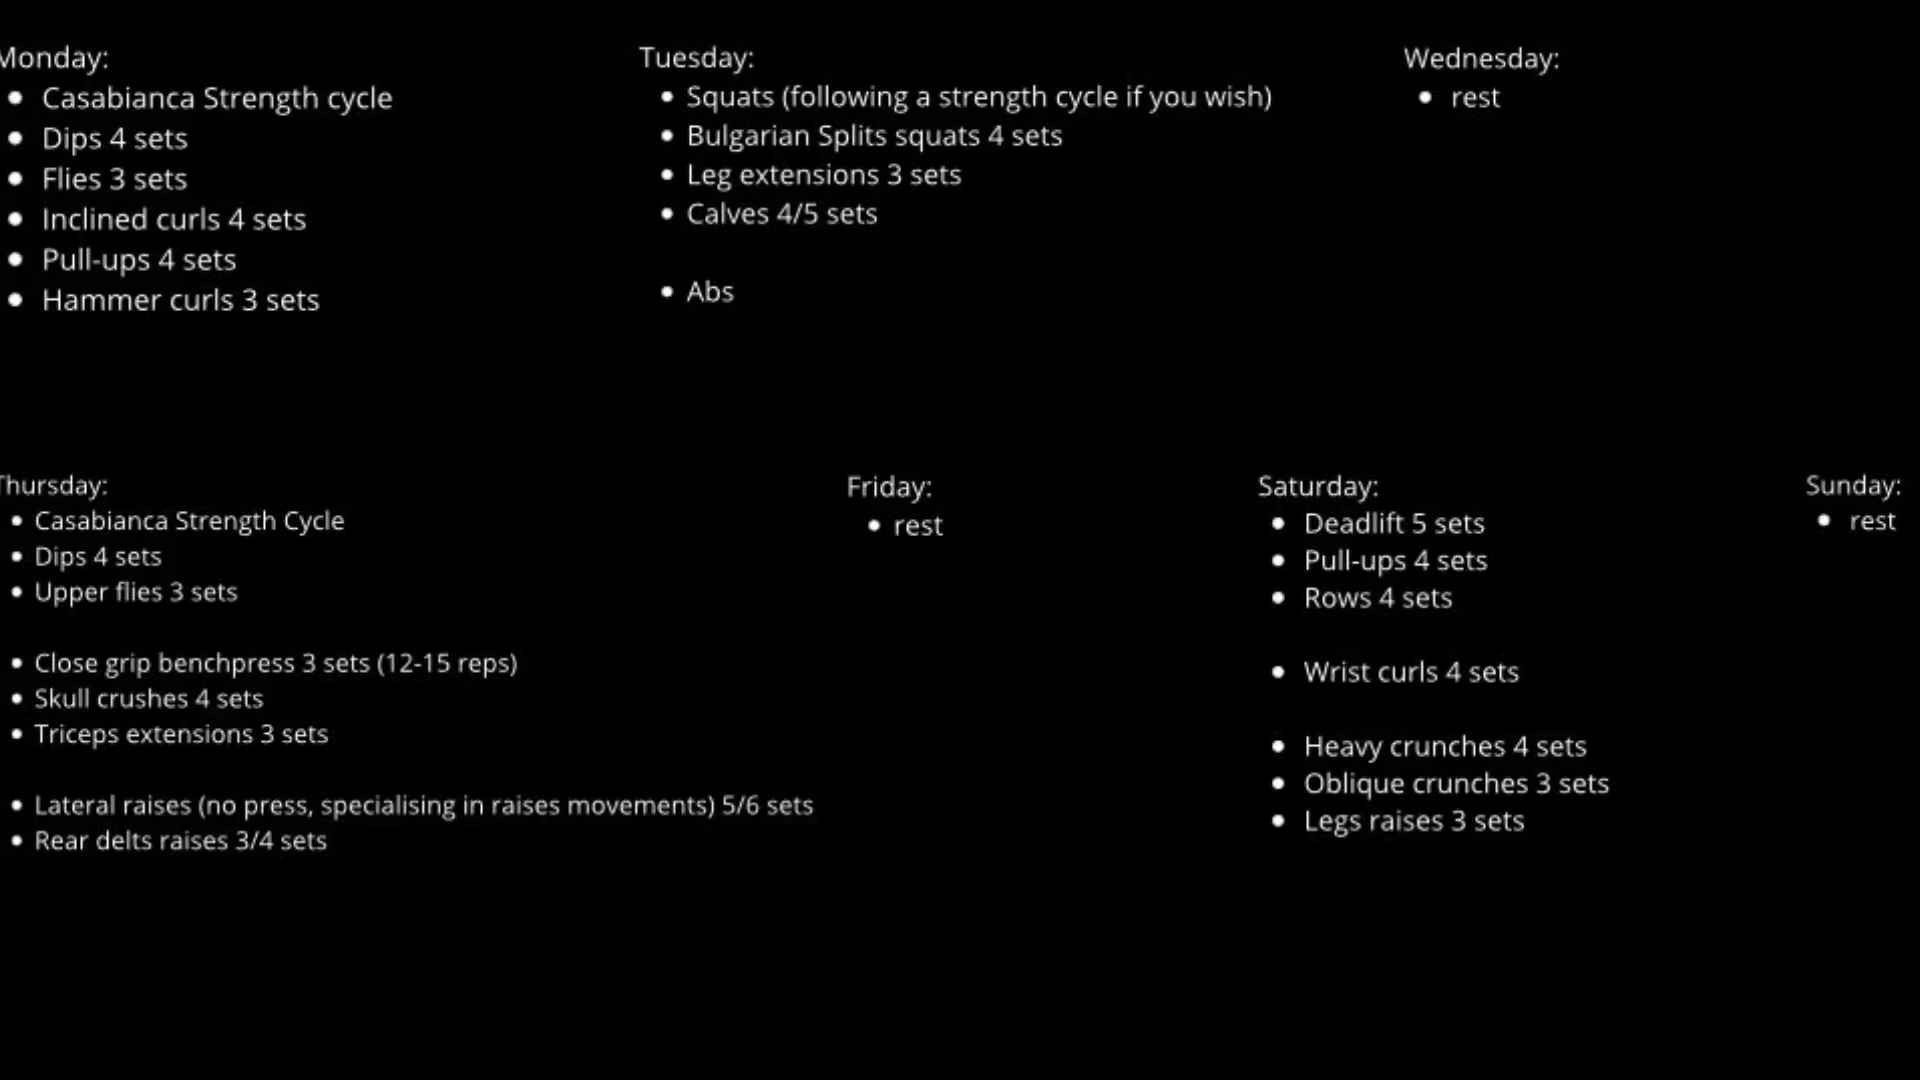 Monday:
• Casabianca Strength cycle
• Dips 4 sets
• Flies 3 sets
• Inclined curls 4 sets
• Pull-ups 4 sets
• Hammer curls 3 sets
Tuesday:
• Squats (following a strength cycle if you wish)
• Bulgarian Splits squats 4 sets
• Leg extensions 3 sets
• Calves 4/5 sets
• Abs
Wednesday:
• rest
Thursday:
• Casabianca Strength Cycle
• Dips 4 sets
• Upper flies 3 sets
• Close grip benchpress 3 sets (12-15 reps)
• Skull crushes 4 sets
• Triceps extensions 3 sets
• Lateral raises (no press, specialising in raises movements) 5/6 sets
• Rear delts raises 3/4 sets
Friday:
• rest
Saturday:
• Deadlift 5 sets
• Pull-ups 4 sets
• Rows 4 sets
• Wrist curls 4 sets
• Heavy crunches 4 sets
• Oblique crunches 3 sets
• Legs raises 3 sets
Sunday:
• rest